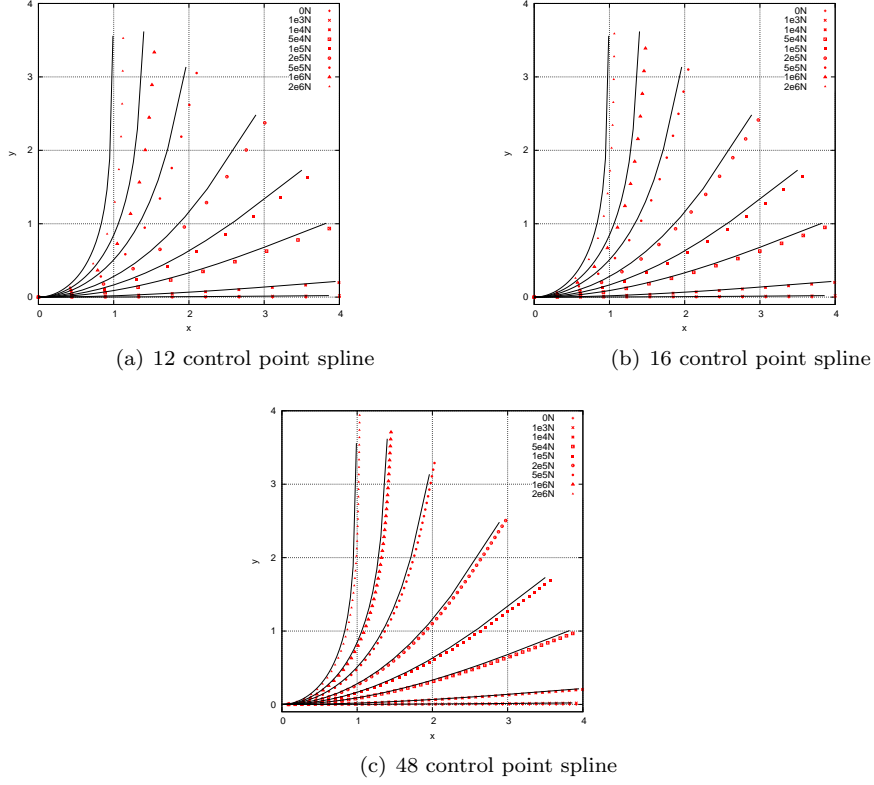 4
3
2
1
0
y
0 1 2 3 4
x
0N
1e3N
1e4N
5e4N
1e5N
2e5N
5e5N
1e6N
2e6N
(a) 12 control point spline
4
3
2
1
0
y
0 1 2 3 4
x
0N
1e3N
1e4N
5e4N
1e5N
2e5N
5e5N
1e6N
2e6N
(b) 16 control point spline
4
3
2
1
0
y
0 1 2 3 4
x
0N
1e3N
1e4N
5e4N
1e5N
2e5N
5e5N
1e6N
2e6N
(c) 48 control point spline